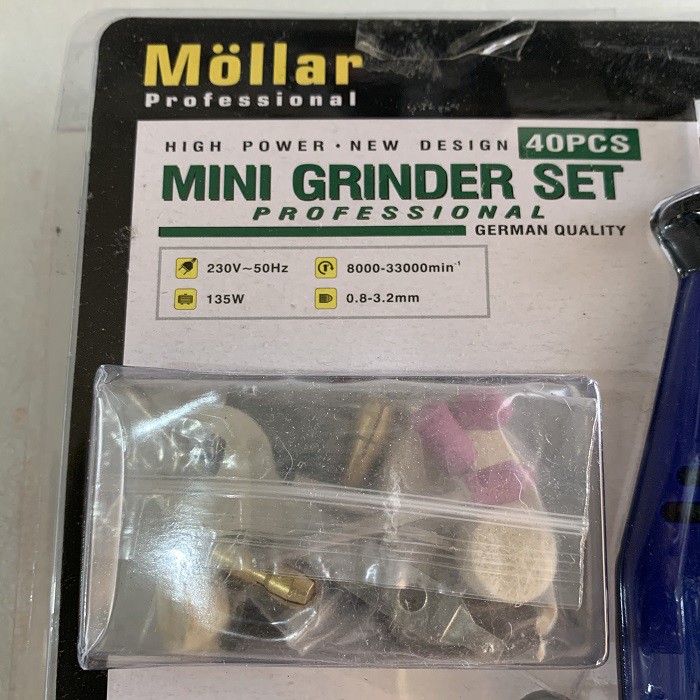 Möllar
Professional
HIGH POWER · NEW DESIGN 40PCS
MINI GRINDER SET
PROFESSIONAL
GERMAN QUALITY
230V~50Hz 8000-33000min⁻¹
135W 0.8-3.2mm